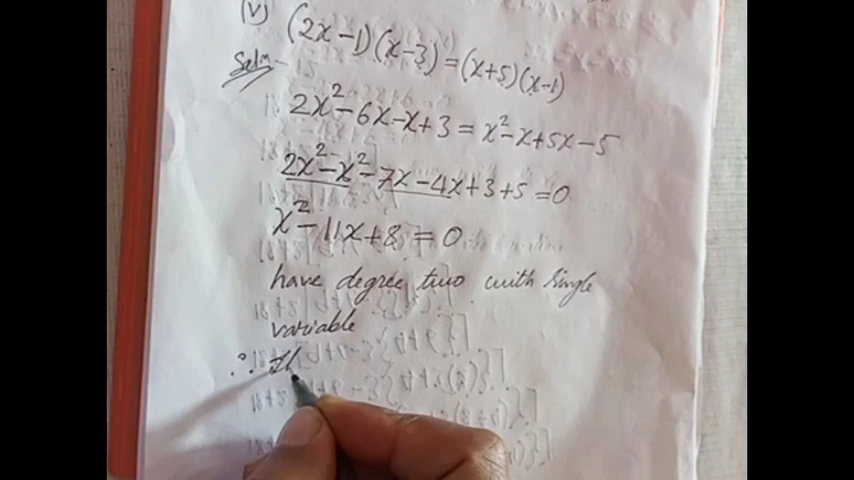 (v) (2x-1)(x-3)=(x+5)(x-1)
Soln-
2x²-6x-x+3=x²-x+5x-5
2x²-x²-7x-4x+3+5=0
x²-11x+8=0
have degree two with single
variable
∴